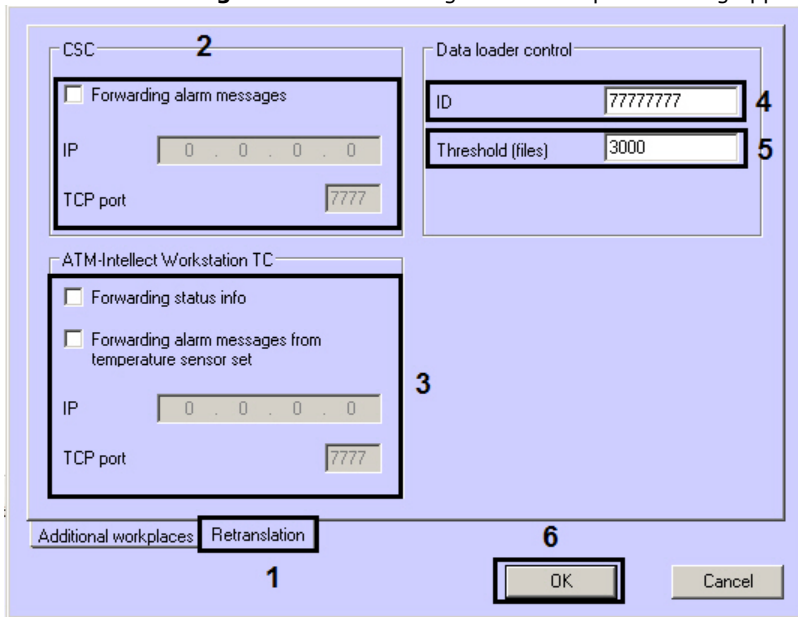 CSC
2
Forwarding alarm messages
IP
0 . 0 . 0 . 0
TCP port
7777
Data loader control
ID
77777777
4
Threshold (files)
3000
5
ATM-Intellect Workstation TC
Forwarding status info
Forwarding alarm messages from
temperature sensor set
3
IP
0 . 0 . 0 . 0
TCP port
7777
Additional workplaces
Retranslation
1
6
OK
Cancel